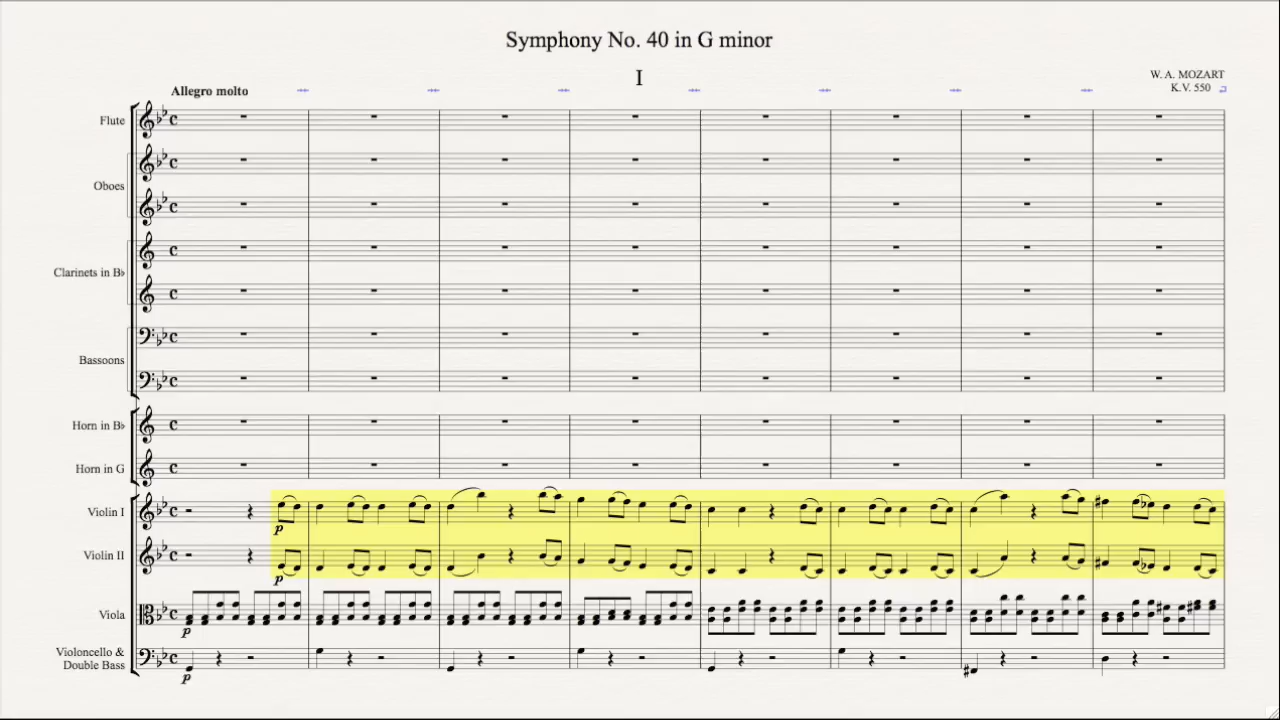 Symphony No. 40 in G minor
I
W. A. MOZART
K.V. 550
Allegro molto
Flute
Oboes
Clarinets in B♭
Bassoons
Horn in B♭
Horn in G
Violin I
p
Violin II
p
Viola
p
Violoncello &
Double Bass
p